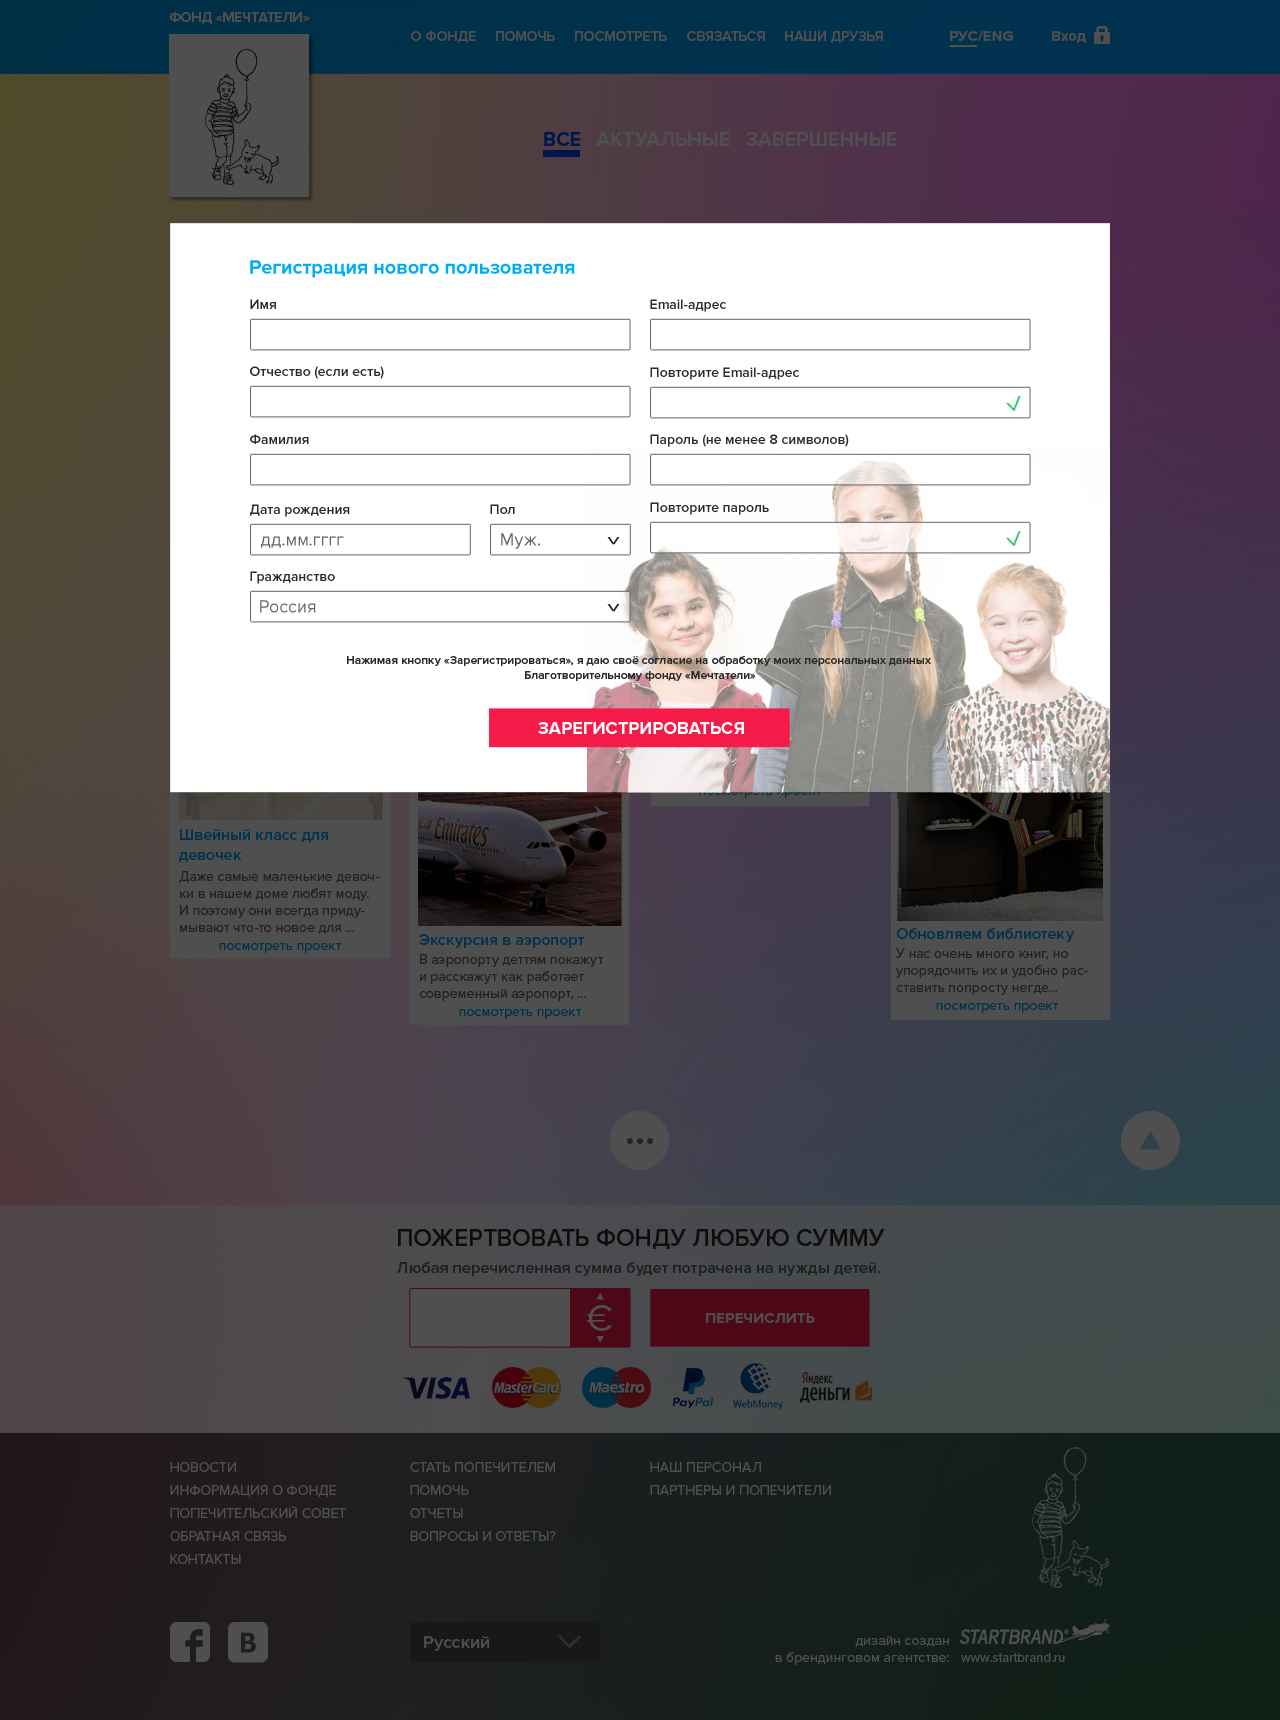 ФОНД «МЕЧТАТЕЛИ»
О ФОНДЕ ПОМОЧЬ ПОСМОТРЕТЬ СВЯЗАТЬСЯ НАШИ ДРУЗЬЯ РУС/ENG Вход
ВСЕ АКТУАЛЬНЫЕ ЗАВЕРШЕННЫЕ
Регистрация нового пользователя
Имя
Email-адрес
Отчество (если есть)
Повторите Email-адрес
Фамилия
Пароль (не менее 8 символов)
Дата рождения
Пол
Повторите пароль
дд.мм.гггг
Муж.
Гражданство
Россия
Нажимая кнопку «Зарегистрироваться», я даю своё согласие на обработку моих персональных данных
Благотворительному фонду «Мечтатели»
ЗАРЕГИСТРИРОВАТЬСЯ
посмотреть проект
Швейный класс для
девочек
Даже самые маленькие девоч-
ки в нашем доме любят моду.
И поэтому они всегда приду-
мывают что-то новое для ...
посмотреть проект
Emirates
Экскурсия в аэропорт
В аэропорту деттям покажут
и расскажут как работает
современный аэропорт, ...
посмотреть проект
Обновляем библиотеку
У нас очень много книг, но
упорядочить их и удобно рас-
ставить попросту негде...
посмотреть проект
ПОЖЕРТВОВАТЬ ФОНДУ ЛЮБУЮ СУММУ
Любая перечисленная сумма будет потрачена на нужды детей.
€
ПЕРЕЧИСЛИТЬ
VISA MasterCard Maestro PayPal WebMoney Яндекс деньги
НОВОСТИ
ИНФОРМАЦИЯ О ФОНДЕ
ПОПЕЧИТЕЛЬСКИЙ СОВЕТ
ОБРАТНАЯ СВЯЗЬ
КОНТАКТЫ
СТАТЬ ПОПЕЧИТЕЛЕМ
ПОМОЧЬ
ОТЧЕТЫ
ВОПРОСЫ И ОТВЕТЫ?
НАШ ПЕРСОНАЛ
ПАРТНЕРЫ И ПОПЕЧИТЕЛИ
f
В
Русский
дизайн создан
в брендинговом агентстве:
STARTBRAND®
www.startbrand.ru